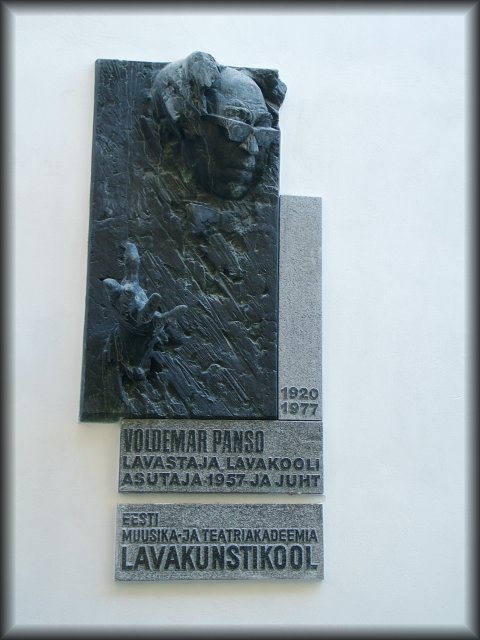 1920
1977
VOLDEMAR PANSO
LAVASTAJA, LAVAKOOLI
ASUTAJA 1957 JA JUHT
EESTI
MUUSIKA- JA TEATRIAKADEEMIA
LAVAKUNSTIKOOL